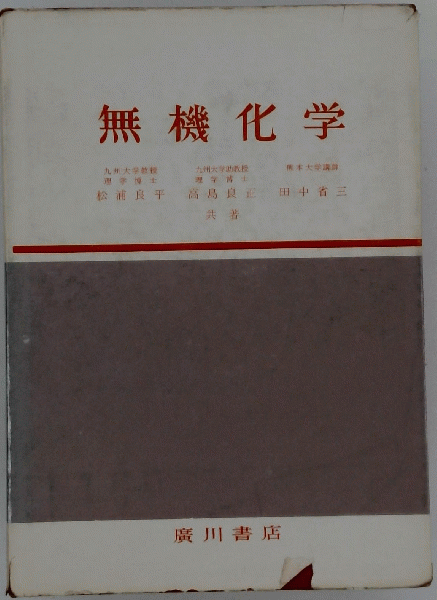 無機化学
九州大学教授 九州大学助教授 熊本大学講師
理学博士 理学博士
松浦良平 高島良正 田中省三
共著
廣川書店